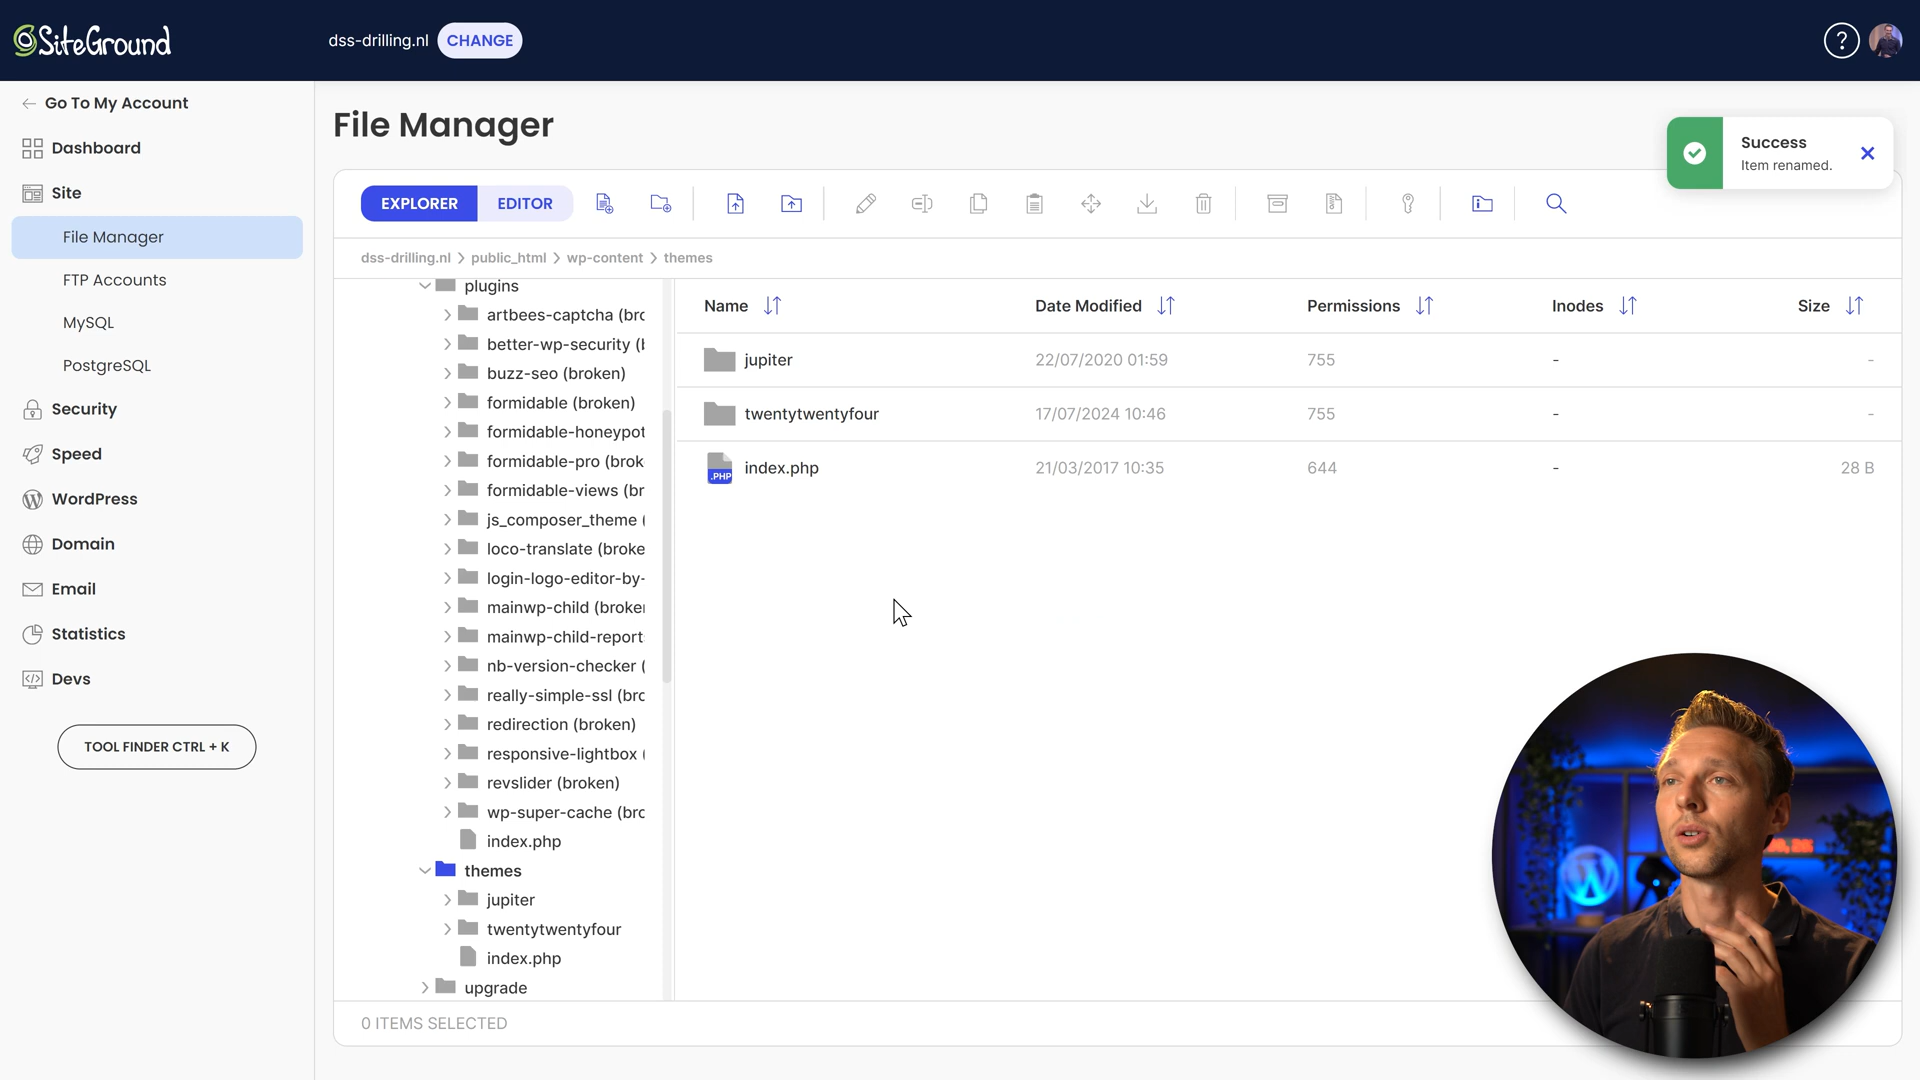 SiteGround
dss-drilling.nl CHANGE
?
Go To My Account
Dashboard
Site
File Manager
FTP Accounts
MySQL
PostgreSQL
Security
Speed
WordPress
Domain
Email
Statistics
Devs
TOOL FINDER CTRL + K
File Manager
Success
Item renamed.
EXPLORER EDITOR
dss-drilling.nl > public_html > wp-content > themes
plugins
artbees-captcha (brc
better-wp-security (b
buzz-seo (broken)
formidable (broken)
formidable-honeypot
formidable-pro (brok
formidable-views (br
js_composer_theme (
loco-translate (broke
login-logo-editor-by-
mainwp-child (broken
mainwp-child-reports
nb-version-checker (
really-simple-ssl (brc
redirection (broken)
responsive-lightbox (
revslider (broken)
wp-super-cache (brc
index.php
themes
jupiter
twentytwentyfour
index.php
upgrade
Name Date Modified Permissions Inodes Size
jupiter 22/07/2020 01:59 755 - -
twentytwentyfour 17/07/2024 10:46 755 - -
.PHP index.php 21/03/2017 10:35 644 - 28 B
0 ITEMS SELECTED